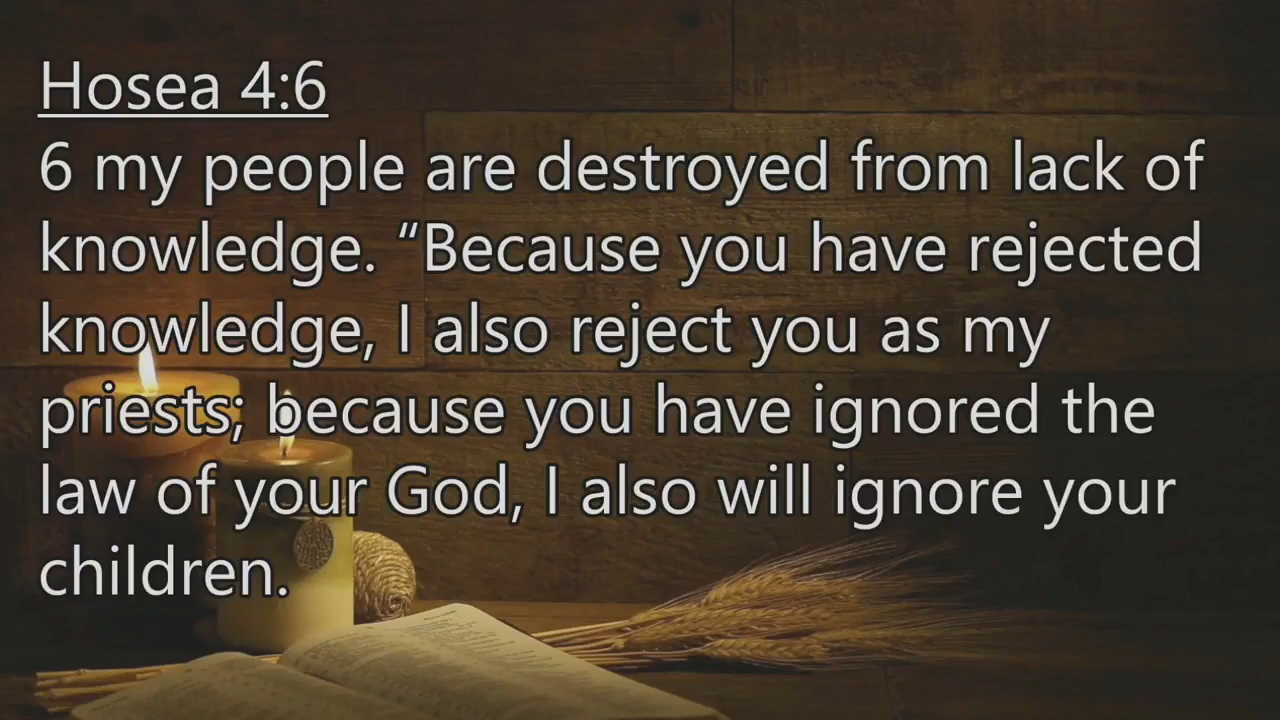 Hosea 4:6
6 my people are destroyed from lack of
knowledge. “Because you have rejected
knowledge, I also reject you as my
priests; because you have ignored the
law of your God, I also will ignore your
children.